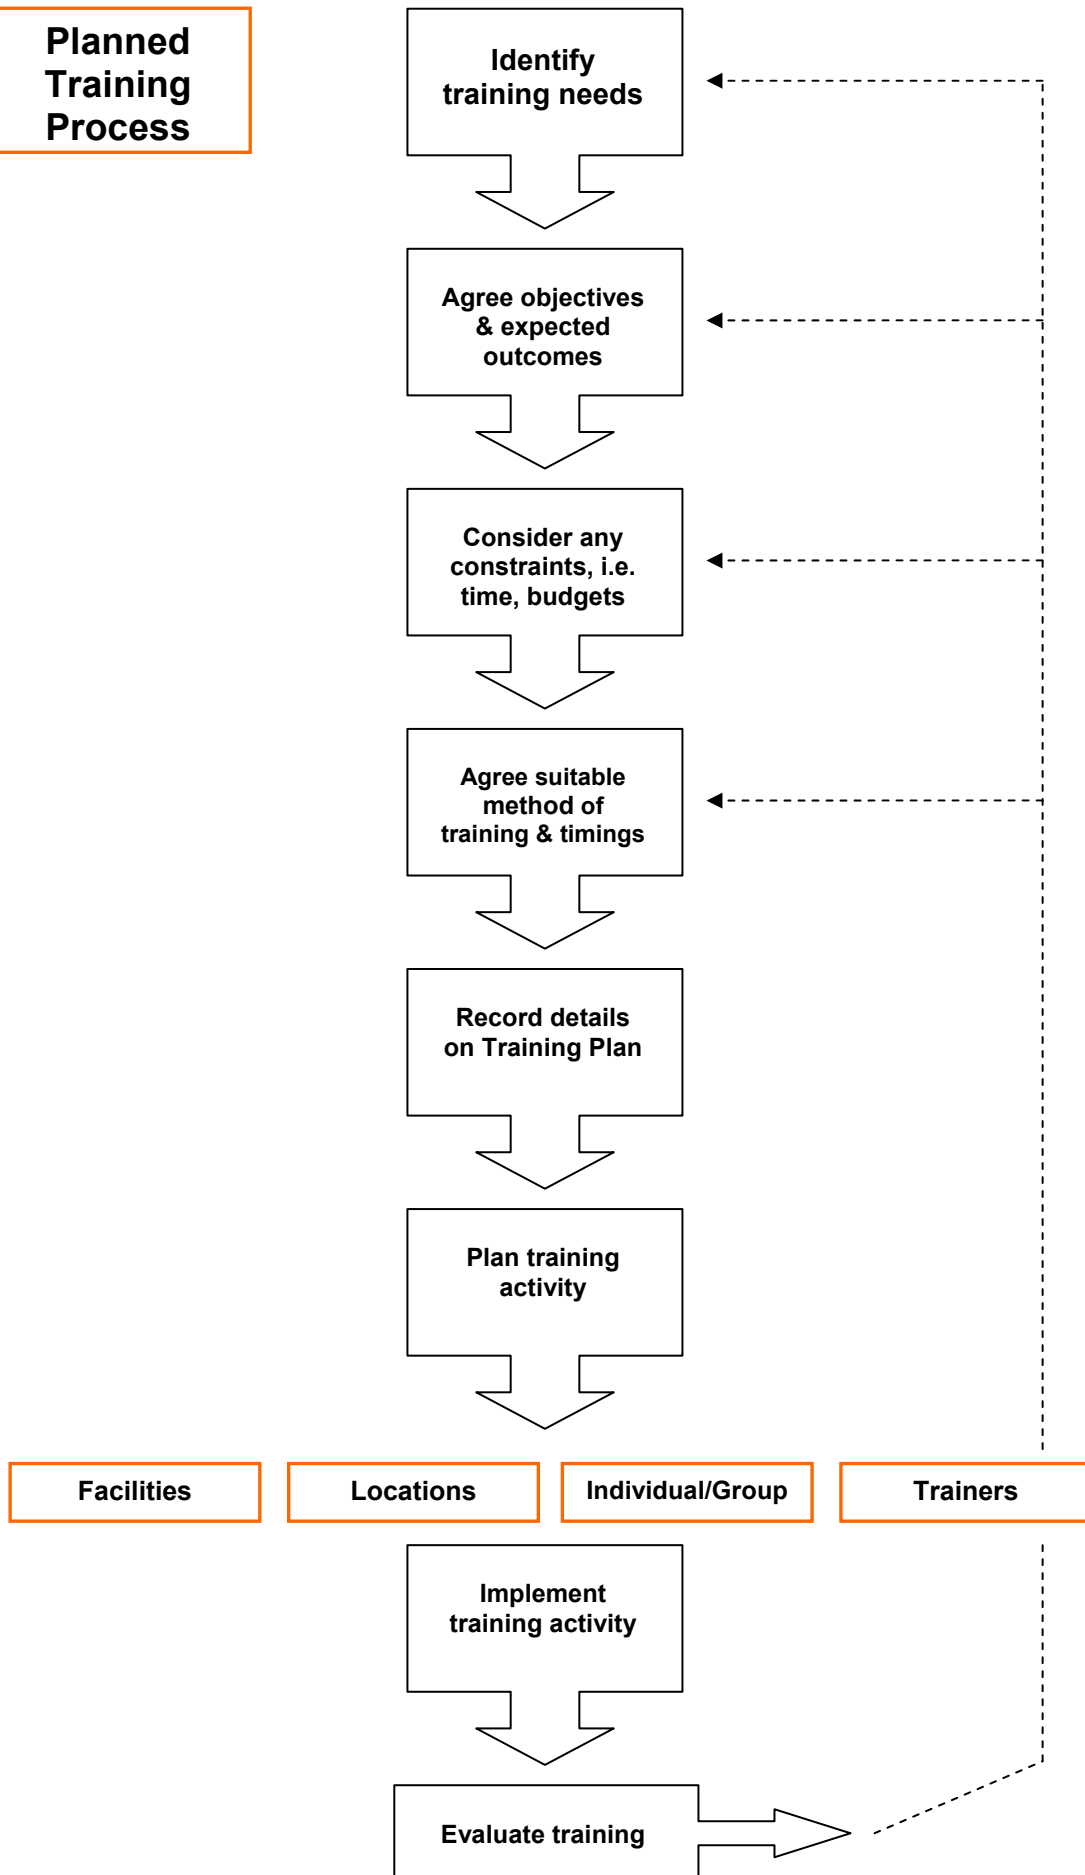 Planned
Training
Process
Identify
training needs
Agree objectives
& expected
outcomes
Consider any
constraints, i.e.
time, budgets
Agree suitable
method of
training & timings
Record details
on Training Plan
Plan training
activity
Facilities
Locations
Individual/Group
Trainers
Implement
training activity
Evaluate training